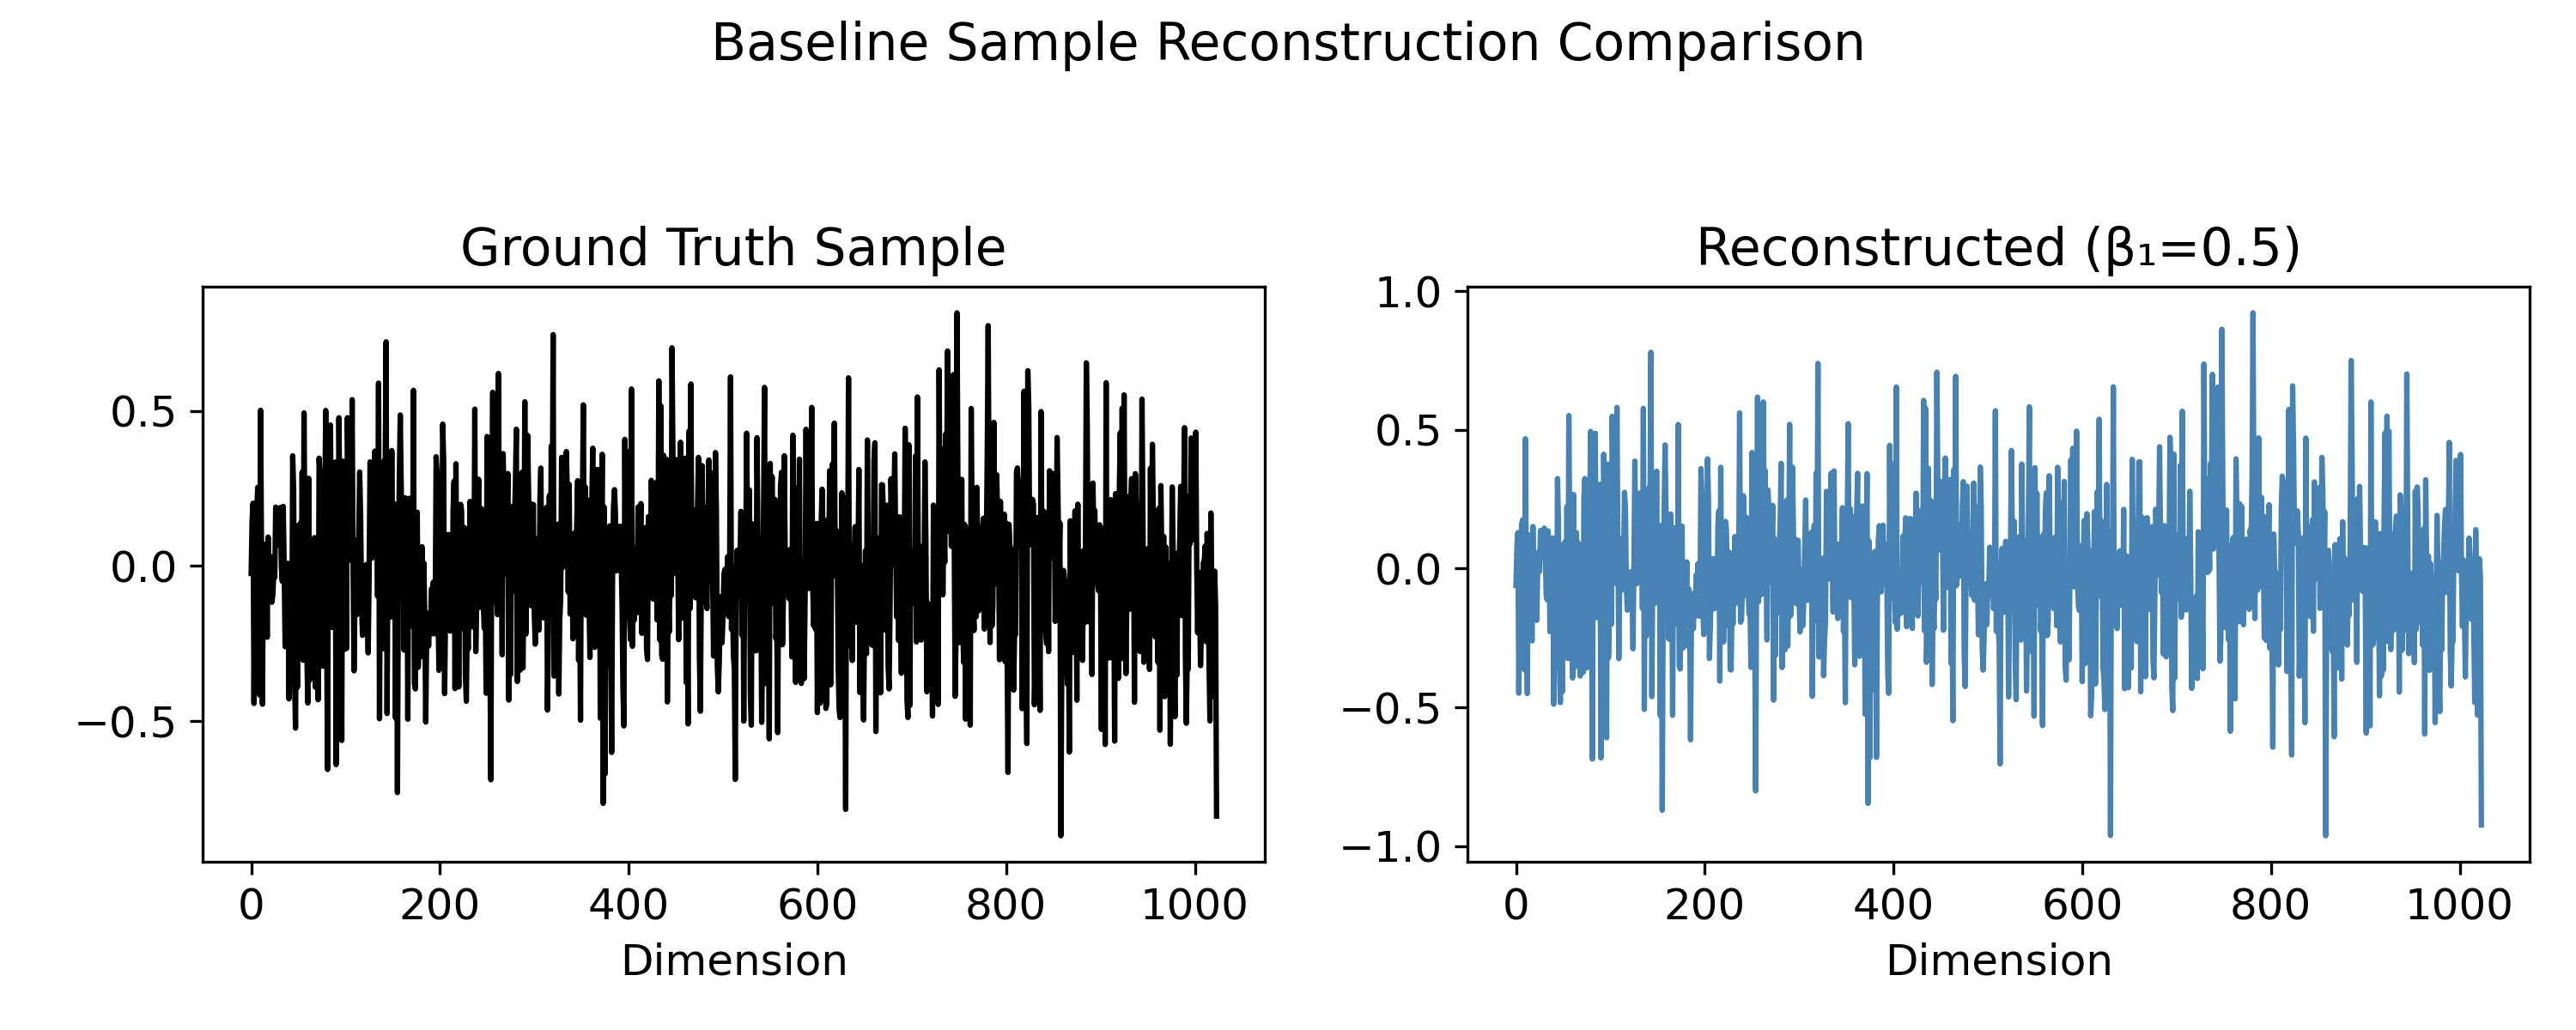 Baseline Sample Reconstruction Comparison
Ground Truth Sample
0.5
0.0
−0.5
0 200 400 600 800 1000
Dimension
Reconstructed (β₁=0.5)
1.0
0.5
0.0
−0.5
−1.0
0 200 400 600 800 1000
Dimension